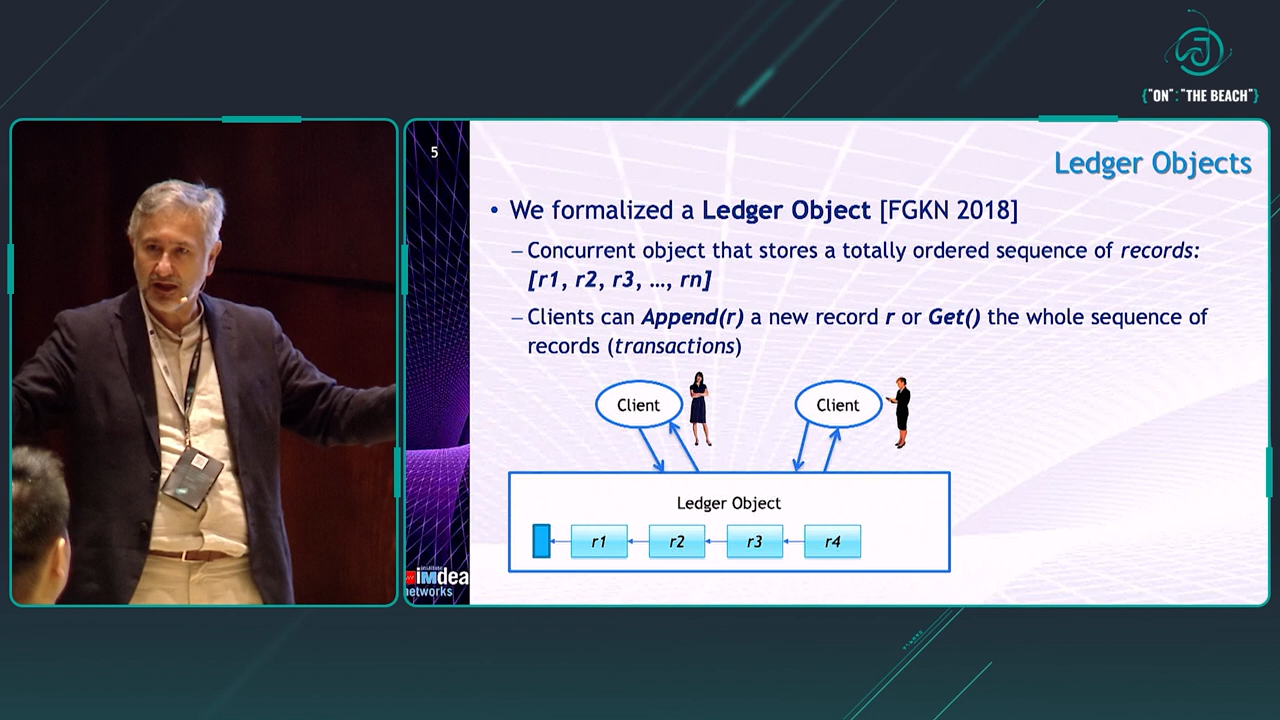 {"ON":"THE BEACH"}
5
Ledger Objects
• We formalized a Ledger Object [FGKN 2018]
– Concurrent object that stores a totally ordered sequence of records:
[r1, r2, r3, …, rn]
– Clients can Append(r) a new record r or Get() the whole sequence of
records (transactions)
Client
Client
Ledger Object
r1
r2
r3
r4
institute
iMdea
networks